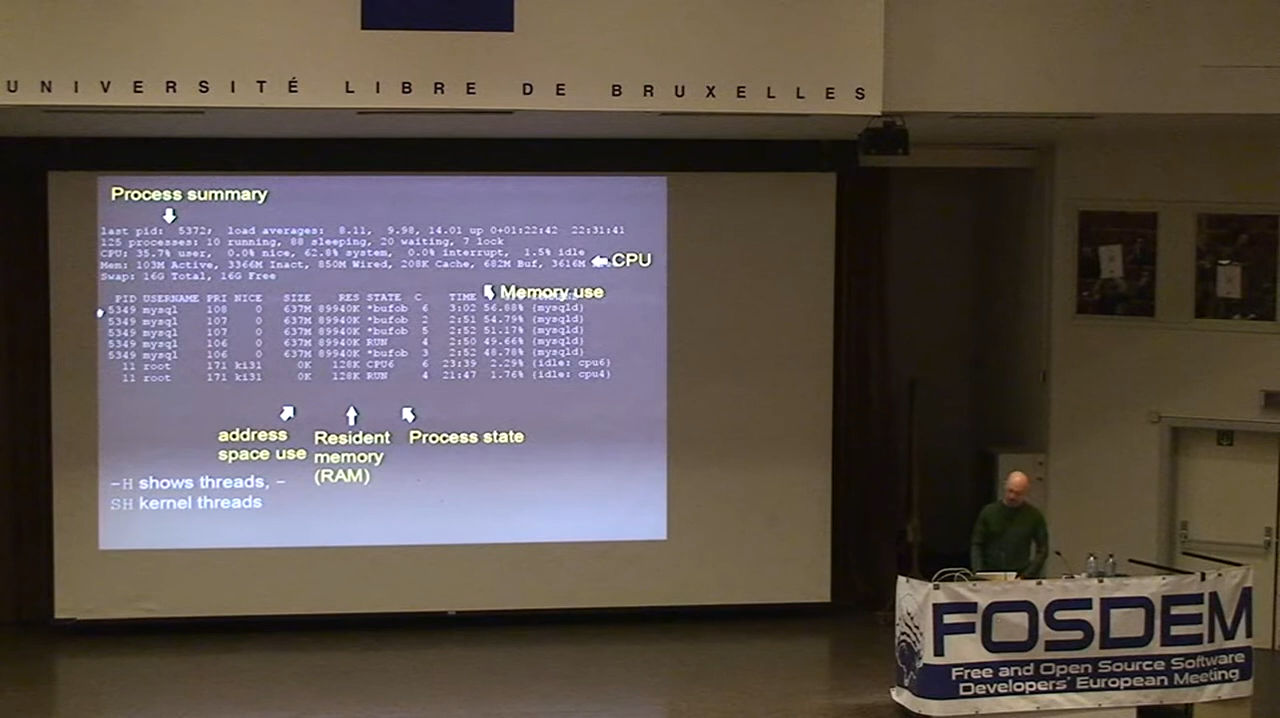 UNIVERSITÉ LIBRE DE BRUXELLES
Process summary
last pid: 5372; load averages: 8.11, 9.98, 14.01 up 0+01:22:42 22:31:41
125 processes: 10 running, 88 sleeping, 20 waiting, 7 lock
CPU: 35.7% user, 0.0% nice, 62.8% system, 0.0% interrupt, 1.5% idle
Mem: 103M Active, 3366M Inact, 850M Wired, 208K Cache, 682M Buf, 3616M
CPU
Swap: 16G Total, 16G Free
Memory use
PID USERNAME PRI NICE SIZE RES STATE C TIME
5349 mysql 108 0 637M 89940K *bufob 6 3:02 56.88% (mysqld)
5349 mysql 107 0 637M 89940K *bufob 2 2:51 54.79% (mysqld)
5349 mysql 107 0 637M 89940K *bufob 5 2:52 51.17% (mysqld)
5349 mysql 106 0 637M 89940K RUN 4 2:50 49.66% (mysqld)
5349 mysql 106 0 637M 89940K *bufob 3 2:52 48.78% (mysqld)
11 root 171 ki31 0K 128K CPU6 6 23:39 2.29% (idle: cpu6)
11 root 171 ki31 0K 128K RUN 4 21:47 1.76% (idle: cpu4)
address
space use
Resident
memory
(RAM)
Process state
-H shows threads, -
SH kernel threads
FOSDEM
Free and Open Source Software
Developers' European Meeting